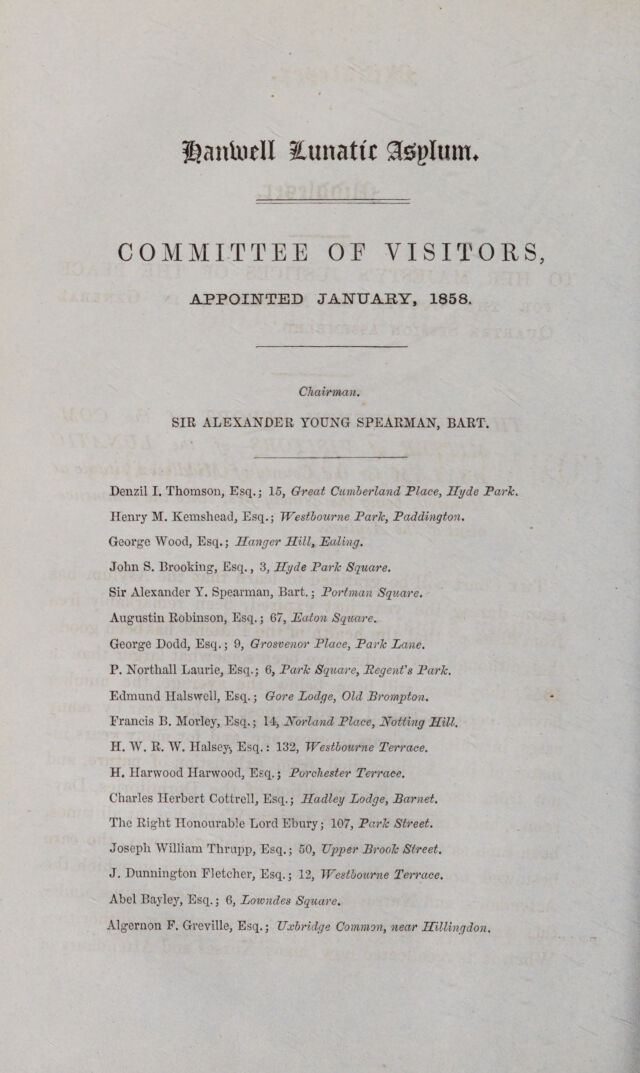 Hanwell Lunatic Asylum.
COMMITTEE OF VISITORS,
APPOINTED JANUARY, 1858.
Chairman.
SIR ALEXANDER YOUNG SPEARMAN, BART.
Denzil I. Thomson, Esq.; 15, Great Cumberland Place, Hyde Park.
Henry M. Kemshead, Esq.; Westbourne Park, Paddington.
George Wood, Esq.; Hanger Hill, Ealing.
John S. Brooking, Esq., 3, Hyde Park Square.
Sir Alexander Y. Spearman, Bart.; Portman Square.
Augustin Robinson, Esq.; 67, Eaton Square.
George Dodd, Esq.; 9, Grosvenor Place, Park Lane.
P. Northall Laurie, Esq.; 6, Park Square, Regent's Park.
Edmund Halswell, Esq.; Gore Lodge, Old Brompton.
Francis B. Morley, Esq.; 14, Norland Place, Notting Hill.
H. W. R. W. Halsey, Esq.: 132, Westbourne Terrace.
H. Harwood Harwood, Esq.; Porchester Terrace.
Charles Herbert Cottrell, Esq.; Hadley Lodge, Barnet.
The Right Honourable Lord Ebury; 107, Park Street.
Joseph William Thrupp, Esq.; 50, Upper Brook Street.
J. Dunnington Fletcher, Esq.; 12, Westbourne Terrace.
Abel Bayley, Esq.; 6, Lowndes Square.
Algernon F. Greville, Esq.; Uxbridge Common, near Hillingdon.